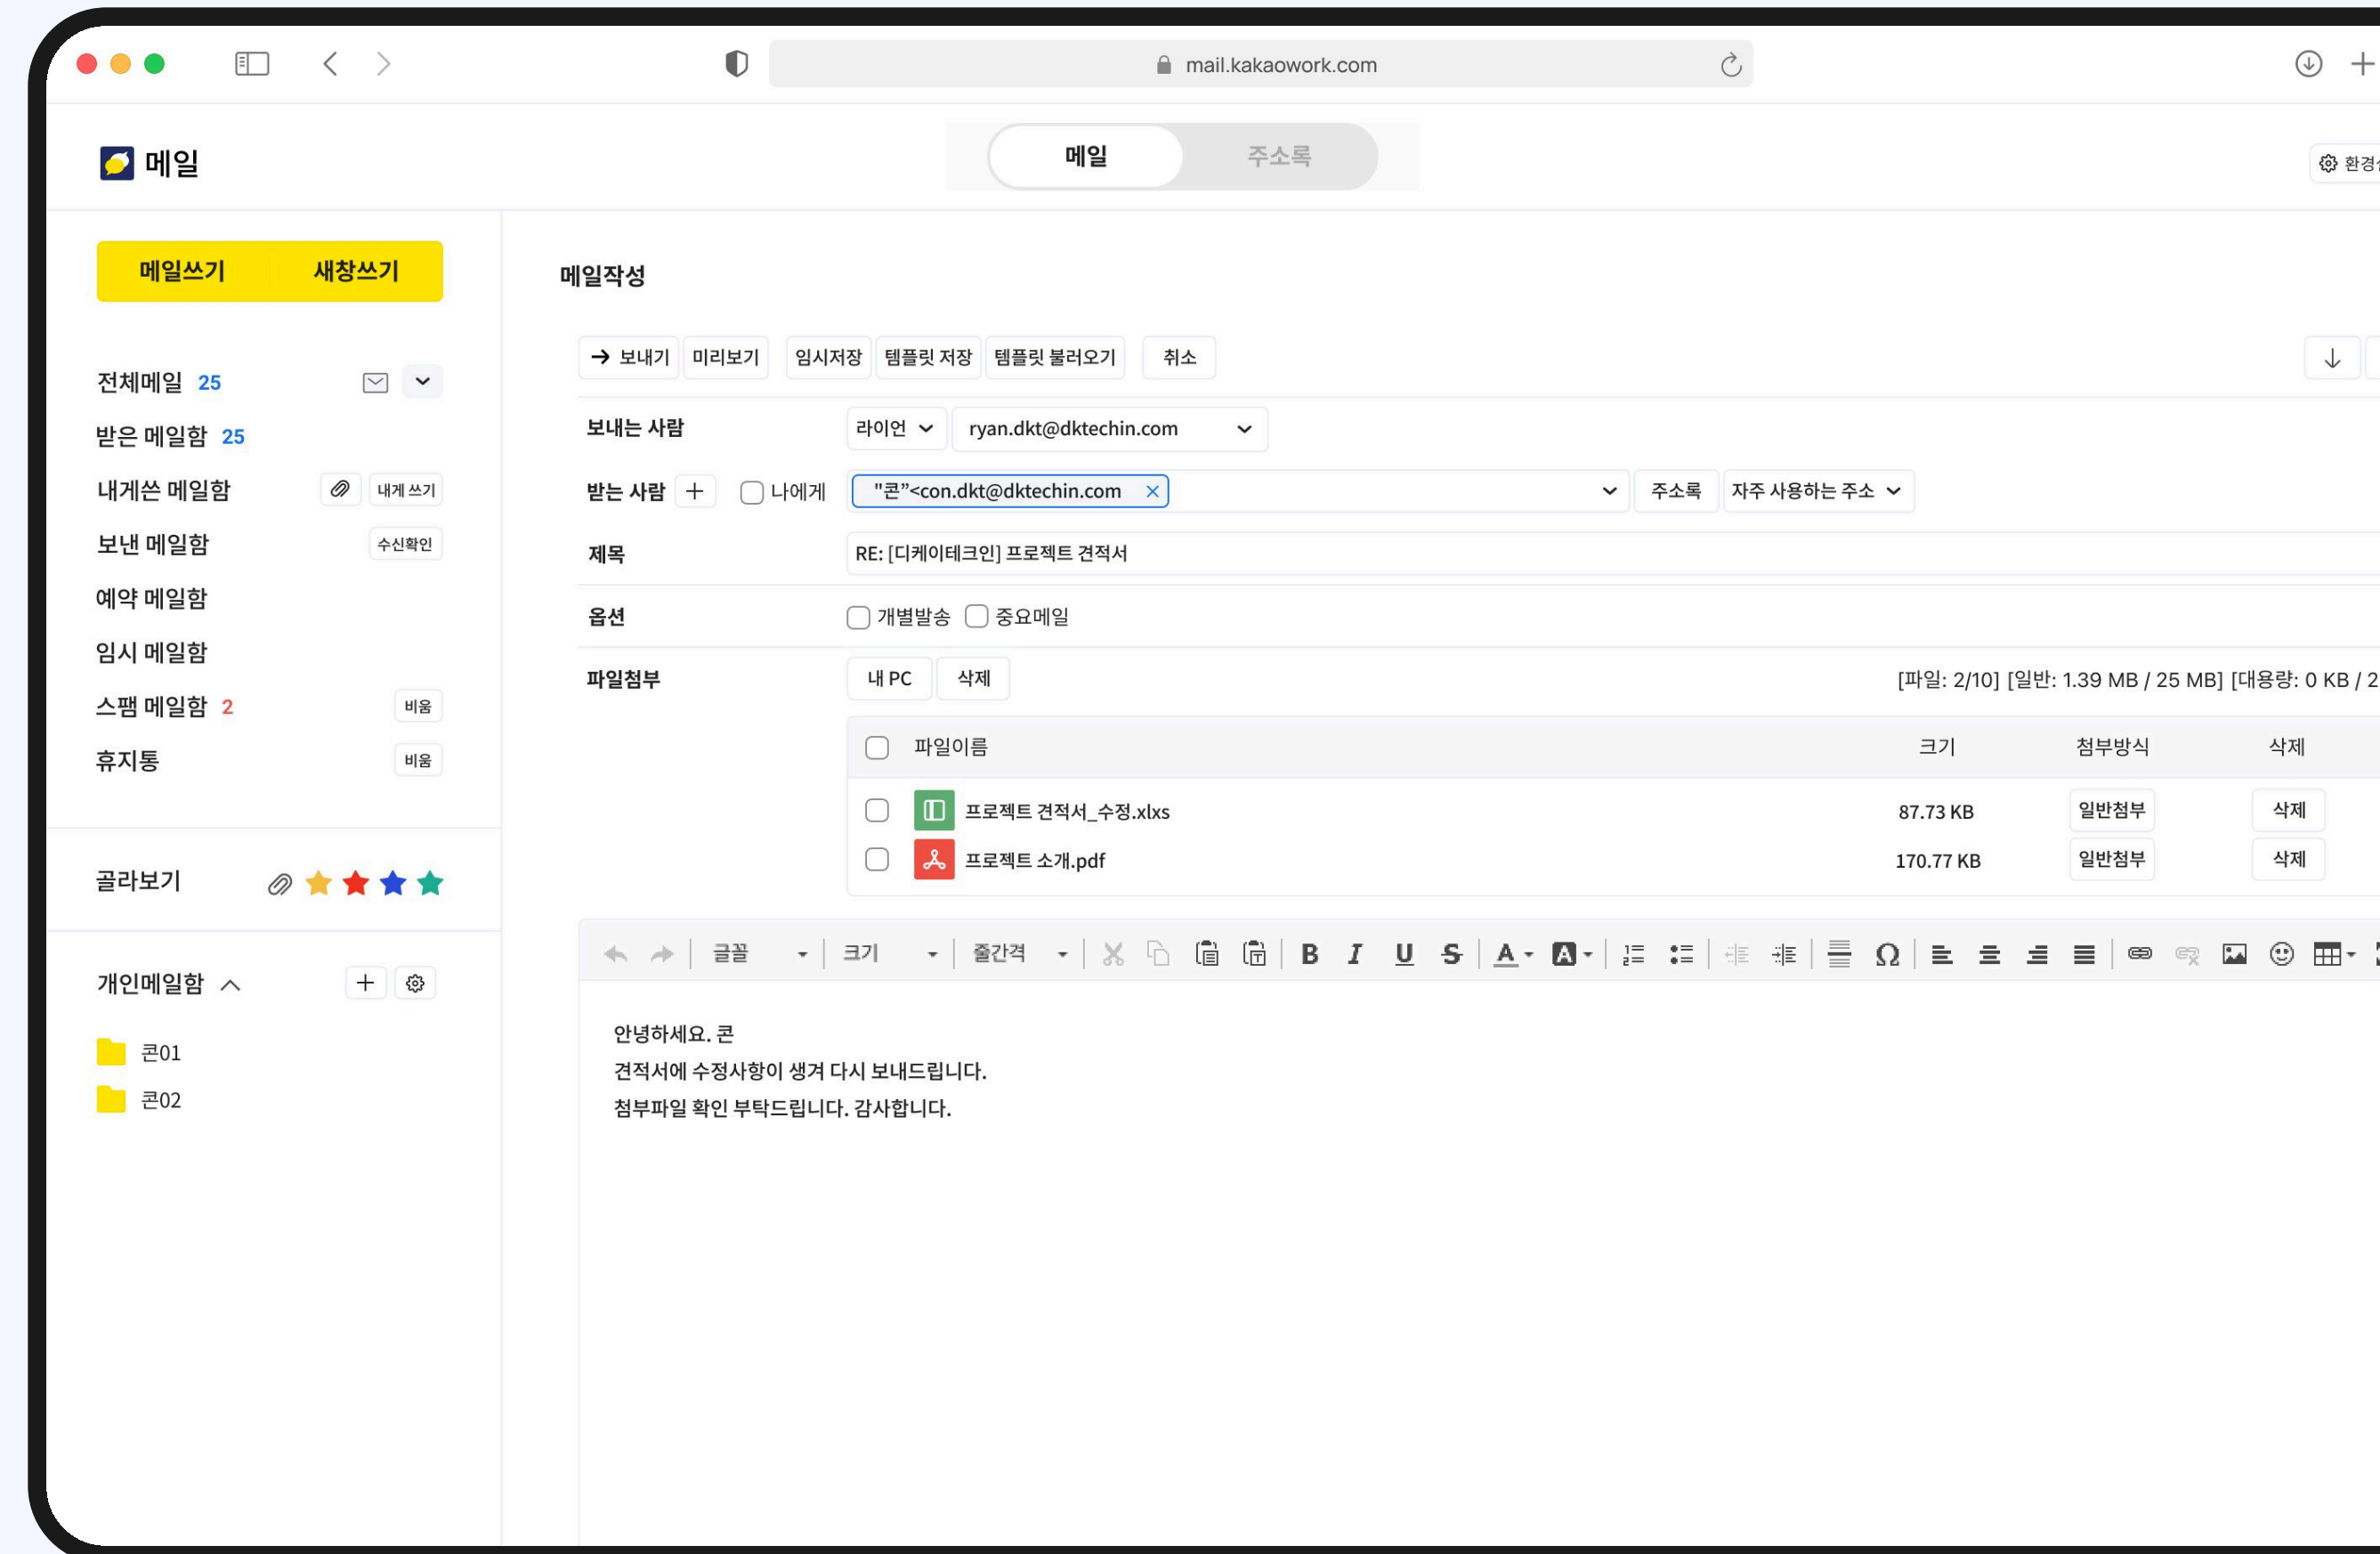 mail.kakaowork.com
메일
메일 주소록
환경
메일쓰기 새창쓰기
전체메일 25
받은 메일함 25
내게쓴 메일함 내게 쓰기
보낸 메일함 수신확인
예약 메일함
임시 메일함
스팸 메일함 2 비움
휴지통 비움
골라보기
개인메일함
콘01
콘02
메일작성
보내기 미리보기 임시저장 템플릿 저장 템플릿 불러오기 취소
보내는 사람 라이언 ryan.dkt@dktechin.com
받는 사람 나에게 "콘”<con.dkt@dktechin.com 주소록 자주 사용하는 주소
제목 RE: [디케이테크인] 프로젝트 견적서
옵션 개별발송 중요메일
파일첨부 내 PC 삭제 [파일: 2/10] [일반: 1.39 MB / 25 MB] [대용량: 0 KB / 2
파일이름 크기 첨부방식 삭제
프로젝트 견적서_수정.xlxs 87.73 KB 일반첨부 삭제
프로젝트 소개.pdf 170.77 KB 일반첨부 삭제
글꼴 크기 줄간격 B I U S A A Ω
안녕하세요. 콘
견적서에 수정사항이 생겨 다시 보내드립니다.
첨부파일 확인 부탁드립니다. 감사합니다.